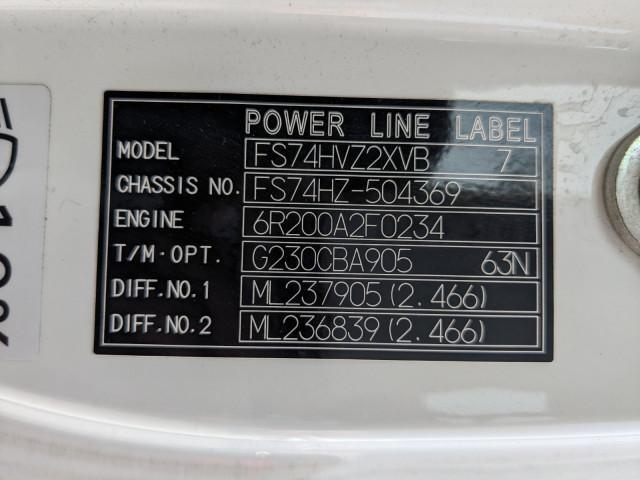 POWER LINE LABEL
MODEL FS74HVZ2XVB 7
CHASSIS NO. FS74HZ-504369
ENGINE 6R200A2F0234
T/M·OPT. G230CBA905 63N
DIFF.NO.1 ML237905(2.466)
DIFF.NO.2 ML236839(2.466)